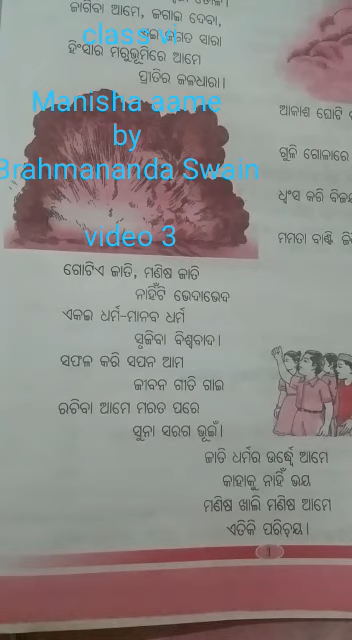 ଜାଗିବା ଆମେ, ଜଗାଇ ଦେବା,
ଜଗତ ସାରା
ହିଂସାର ମରୁଭୂମିରେ ଆମେ
ପ୍ରୀତିର ଜଳଧାରା।
class vi
Manisha aame
by
Brahmananda Swain
video 3
ଗୋଟିଏ ଜାତି, ମଣିଷ ଜାତି
ନାହିଁଟି ଭେଦାଭେଦ
ଏକଇ ଧର୍ମ-ମାନବ ଧର୍ମ
ସୃଜିବା ବିଶ୍ୱବାଦ।
ସଫଳ କରି ସପନ ଆମ
ଜୀବନ ଗୀତି ଗାଇ
ରଚିବା ଆମେ ମରତ ପରେ
ସୁନା ସରଗ ଭୂଇଁ।
ଜାତି ଧର୍ମର ଊର୍ଦ୍ଧ୍ୱେ ଆମେ
କାହାକୁ ନାହିଁ ଭୟ
ମଣିଷ ଖାଲି ମଣିଷ ଆମେ
ଏତିକି ପରିଚୟ।
ଆକାଶ ଘୋଟି
ଗୁଳି ଗୋଳାରେ
ଧ୍ୱଂସ କରି
ମମତା ବାଣ୍ଟି
1